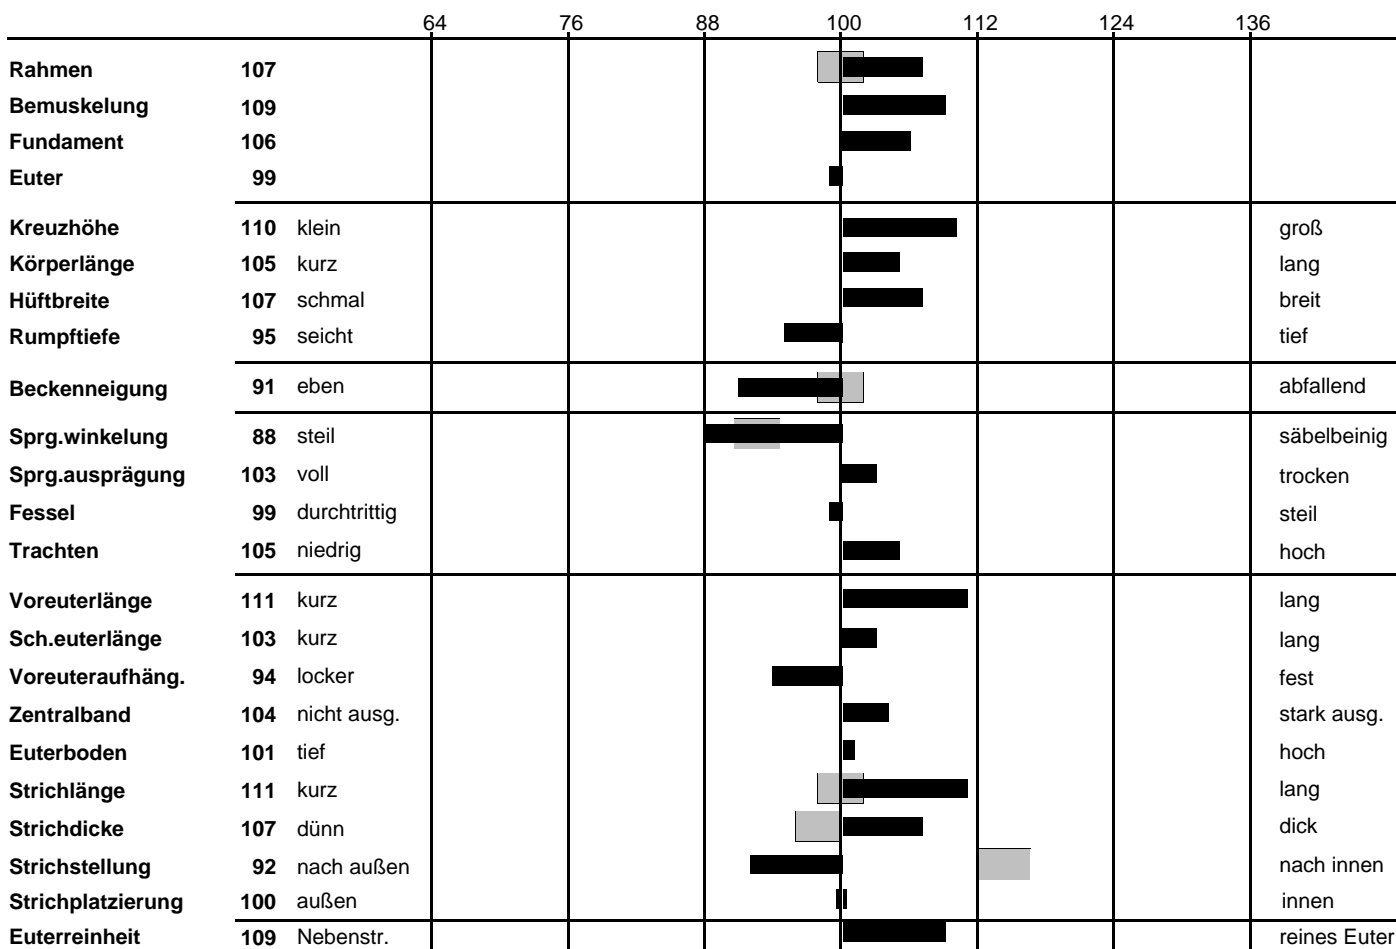 64 76 88 100 112 124 136
Rahmen 107
Bemuskelung 109
Fundament 106
Euter 99
Kreuzhöhe 110 klein groß
Körperlänge 105 kurz lang
Hüftbreite 107 schmal breit
Rumpftiefe 95 seicht tief
Beckenneigung 91 eben abfallend
Sprg.winkelung 88 steil säbelbeinig
Sprg.ausprägung 103 voll trocken
Fessel 99 durchtrittig steil
Trachten 105 niedrig hoch
Voreuterlänge 111 kurz lang
Sch.euterlänge 103 kurz lang
Voreuteraufhäng. 94 locker fest
Zentralband 104 nicht ausg. stark ausg.
Euterboden 101 tief hoch
Strichlänge 111 kurz lang
Strichdicke 107 dünn dick
Strichstellung 92 nach außen nach innen
Strichplatzierung 100 außen innen
Euterreinheit 109 Nebenstr. reines Euter